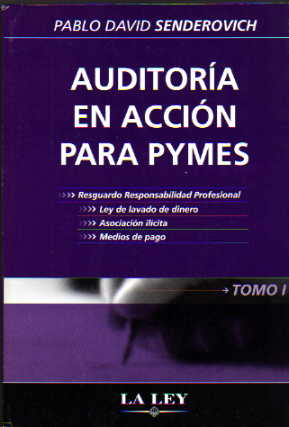 PABLO DAVID SENDEROVICH
AUDITORÍA
EN ACCIÓN
PARA PYMES
>>>> Resguardo Responsabilidad Profesional
>>>> Ley de lavado de dinero
>>>> Asociación ilícita
>>>> Medios de pago
TOMO I
LA LEY